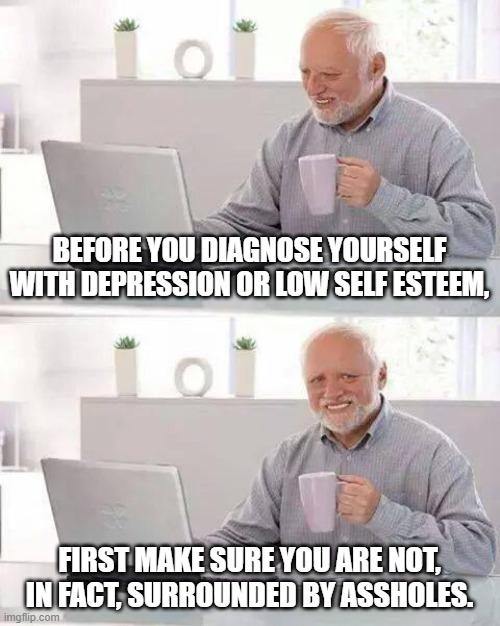 BEFORE YOU DIAGNOSE YOURSELF
WITH DEPRESSION OR LOW SELF ESTEEM,
FIRST MAKE SURE YOU ARE NOT,
IN FACT, SURROUNDED BY ASSHOLES.
imgflip.com